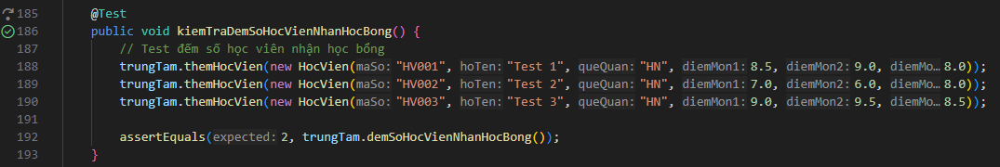 185 @Test
186 public void kiemTraDemSoHocVienNhanHocBong() {
187 // Test đếm số học viên nhận học bổng
188 trungTam.themHocVien(new HocVien(maSo: "HV001", hoTen: "Test 1", queQuan: "HN", diemMon1: 8.5, diemMon2: 9.0, diemMo… 8.0));
189 trungTam.themHocVien(new HocVien(maSo: "HV002", hoTen: "Test 2", queQuan: "HN", diemMon1: 7.0, diemMon2: 6.0, diemMo… 8.0));
190 trungTam.themHocVien(new HocVien(maSo: "HV003", hoTen: "Test 3", queQuan: "HN", diemMon1: 9.0, diemMon2: 9.5, diemMo… 8.5));
191
192 assertEquals(expected: 2, trungTam.demSoHocVienNhanHocBong());
193 }